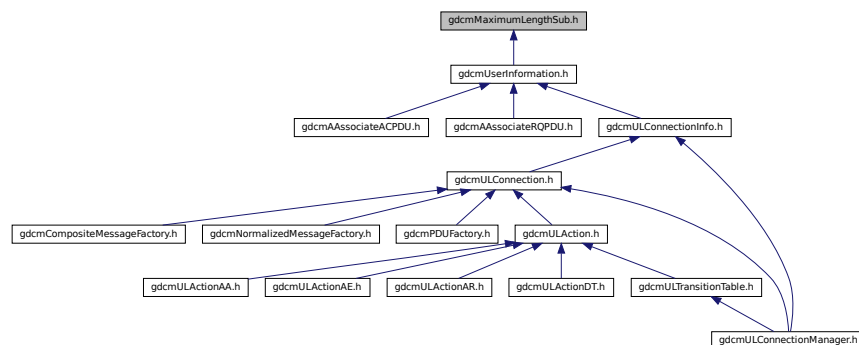 gdcmMaximumLengthSub.h
gdcmUserInformation.h
gdcmAAssociateACPDU.h
gdcmAAssociateRQPDU.h
gdcmULConnectionInfo.h
gdcmULConnection.h
gdcmCompositeMessageFactory.h
gdcmNormalizedMessageFactory.h
gdcmPDUFactory.h
gdcmULAction.h
gdcmULActionAA.h
gdcmULActionAE.h
gdcmULActionAR.h
gdcmULActionDT.h
gdcmULTransitionTable.h
gdcmULConnectionManager.h